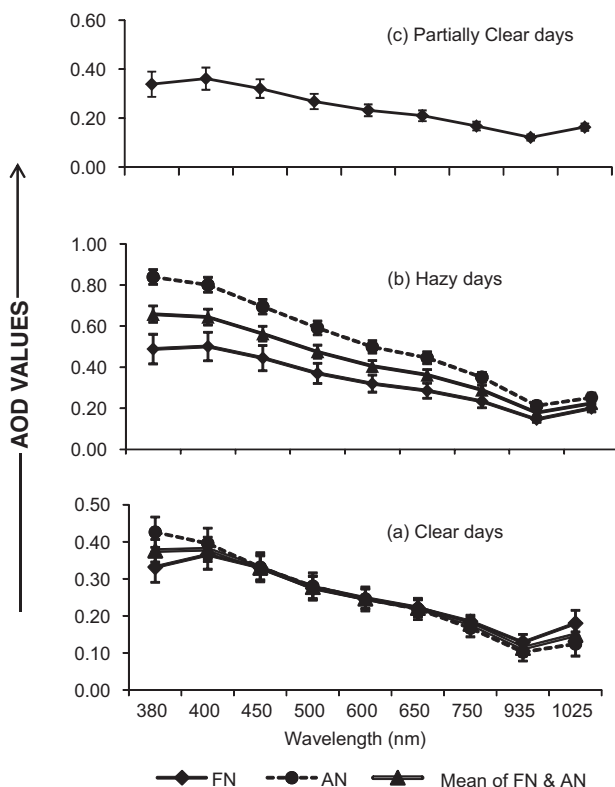 0.60
(c) Partially Clear days
0.40
0.20
0.00
AOD VALUES
1.00
0.80
(b) Hazy days
0.60
0.40
0.20
0.00
0.50
(a) Clear days
0.40
0.30
0.20
0.10
0.00
380 400 450 500 600 650 750 935 1025
Wavelength (nm)
FN AN Mean of FN & AN